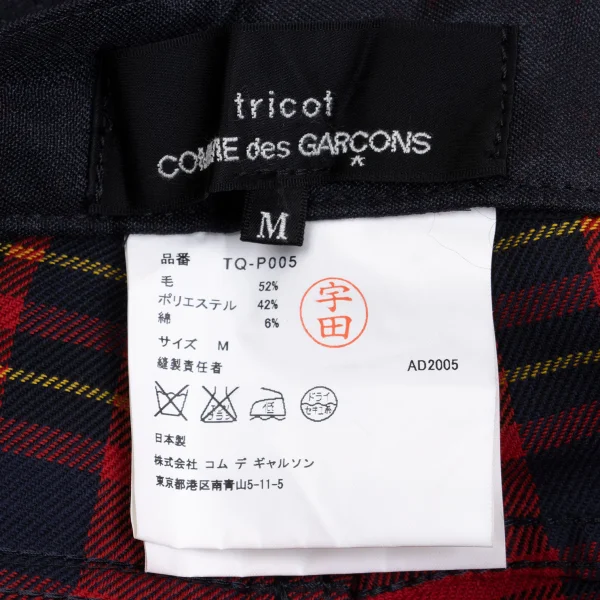 tricot
COMME des GARÇONS
M
品番 TQ-P005
毛 52%
ポリエステル 42%
綿 6%
宇田
サイズ M
縫製責任者 AD2005
中
ドライ
セキユ系
日本製
株式会社 コム デ ギャルソン
東京都港区南青山5-11-5